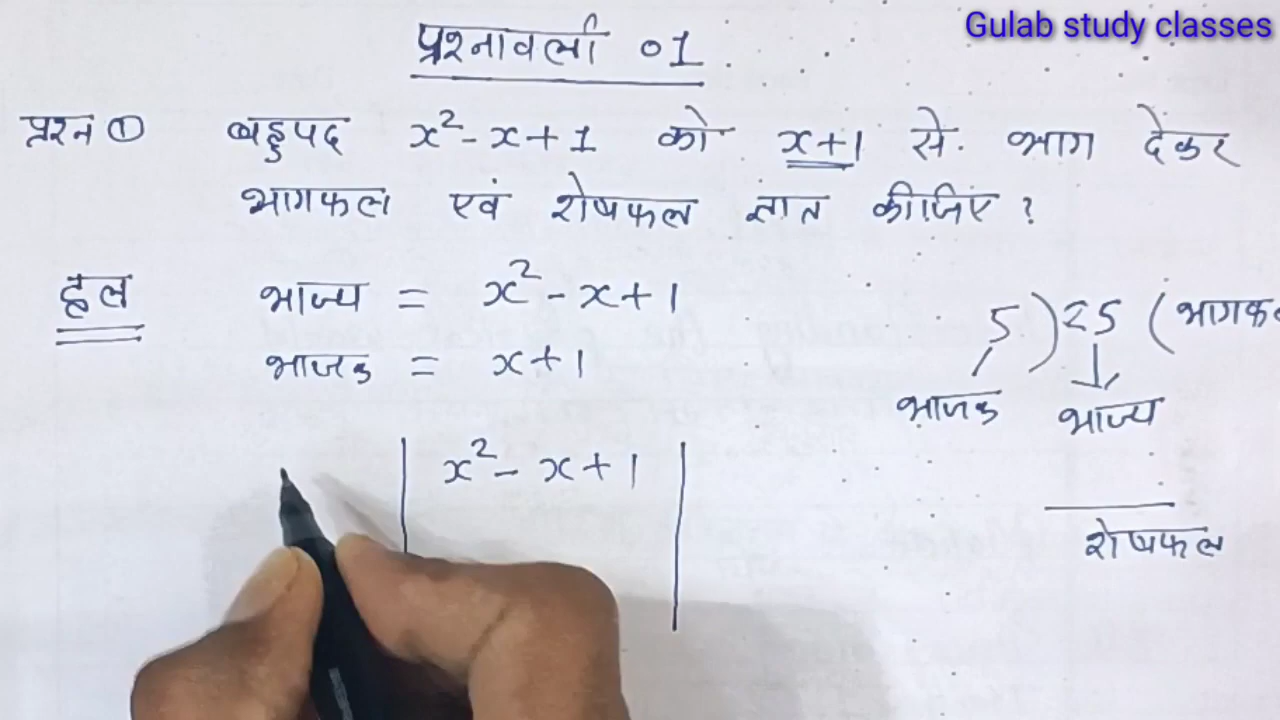 Gulab study classes
प्रश्नावली 01
प्रश्न ① बहुपद x² - x + 1 को x+1 से भाग देकर
भागफल एवं शेषफल ज्ञात कीजिए ?
हल भाज्य = x² - x + 1
भाजक = x + 1
5 ) 25 (
भाजक भाज्य
x² - x + 1
शेषफल